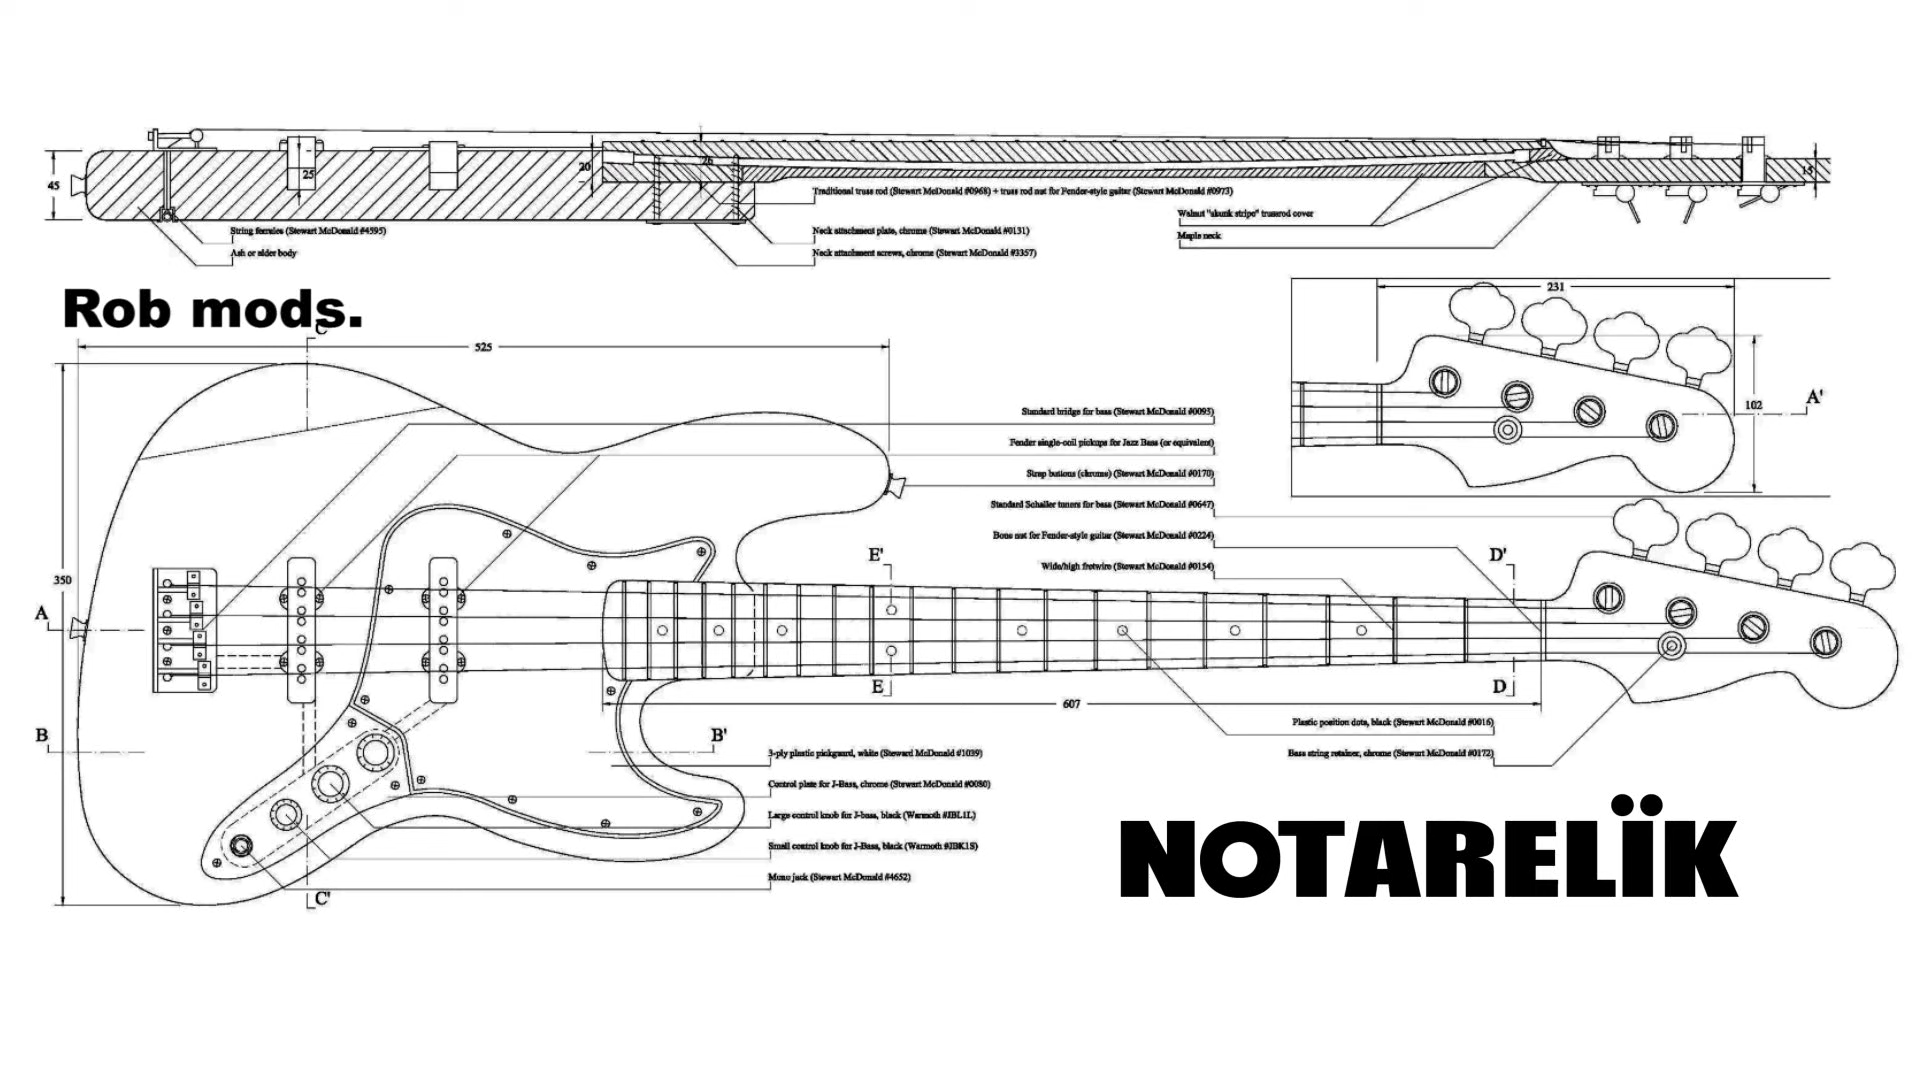 45
25
20
26
15
Traditional truss rod (Stewart McDonald #0968) + truss rod nut for Fender-style guitar (Stewart McDonald #0973)
Walnut "skunk stripe" trussrod cover
String ferrules (Stewart McDonald #4595)
Neck attachment plate, chrome (Stewart McDonald #0131)
Maple neck
Ash or alder body
Neck attachment screws, chrome (Stewart McDonald #3357)
Rob mods.
C
231
525
102
A'
Standard bridge for bass (Stewart McDonald #0093)
Fender single-coil pickups for Jazz Bass (or equivalent)
Strap buttons (chrome) (Stewart McDonald #0170)
Standard Schaller tuners for bass (Stewart McDonald #0647)
Bone nut for Fender-style guitar (Stewart McDonald #0224)
E'
D'
Wide/high fretwire (Stewart McDonald #0154)
350
A
E
D
607
Plastic position dots, black (Stewart McDonald #0016)
B
B'
3-ply plastic pickguard, white (Steward McDonald #1039)
Bass string retainer, chrome (Stewart McDonald #0172)
Control plate for J-Bass, chrome (Stewart McDonald #0080)
Large control knob for J-bass, black (Warmoth #JBL1L)
Small control knob for J-Bass, black (Warmoth #JBK1S)
Mono jack (Stewart McDonald #4652)
C'
NOTARELÏK